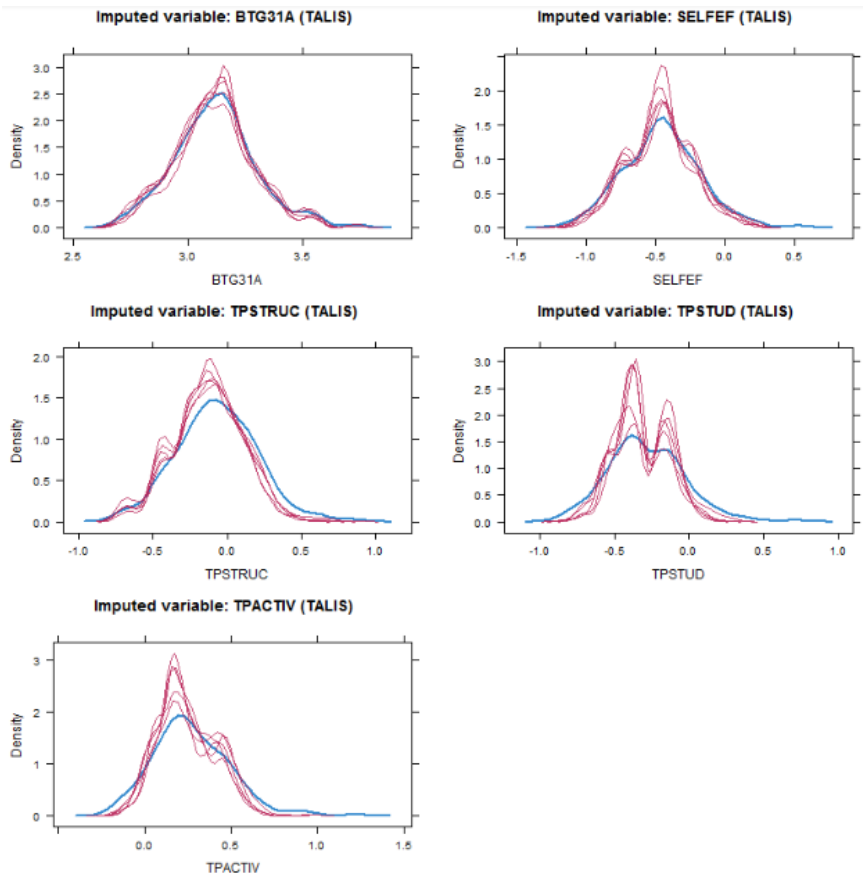 Imputed variable: BTG31A (TALIS)
Density
3.0
2.5
2.0
1.5
1.0
0.5
0.0
2.5 3.0 3.5
BTG31A
Imputed variable: SELFEF (TALIS)
Density
2.0
1.5
1.0
0.5
0.0
-1.5 -1.0 -0.5 0.0 0.5
SELFEF
Imputed variable: TPSTRUC (TALIS)
Density
2.0
1.5
1.0
0.5
0.0
-1.0 -0.5 0.0 0.5 1.0
TPSTRUC
Imputed variable: TPSTUD (TALIS)
Density
3.0
2.5
2.0
1.5
1.0
0.5
0.0
-1.0 -0.5 0.0 0.5 1.0
TPSTUD
Imputed variable: TPACTIV (TALIS)
Density
3
2
1
0
0.0 0.5 1.0 1.5
TPACTIV